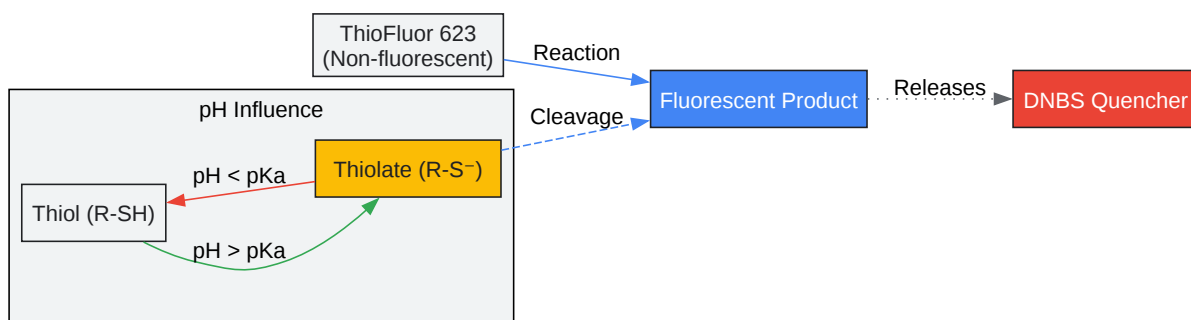 ThioFluor 623
(Non-fluorescent)
Reaction
pH Influence
Fluorescent Product
Releases
DNBS Quencher
Cleavage
Thiolate (R-S⁻)
pH < pKa
Thiol (R-SH)
pH > pKa